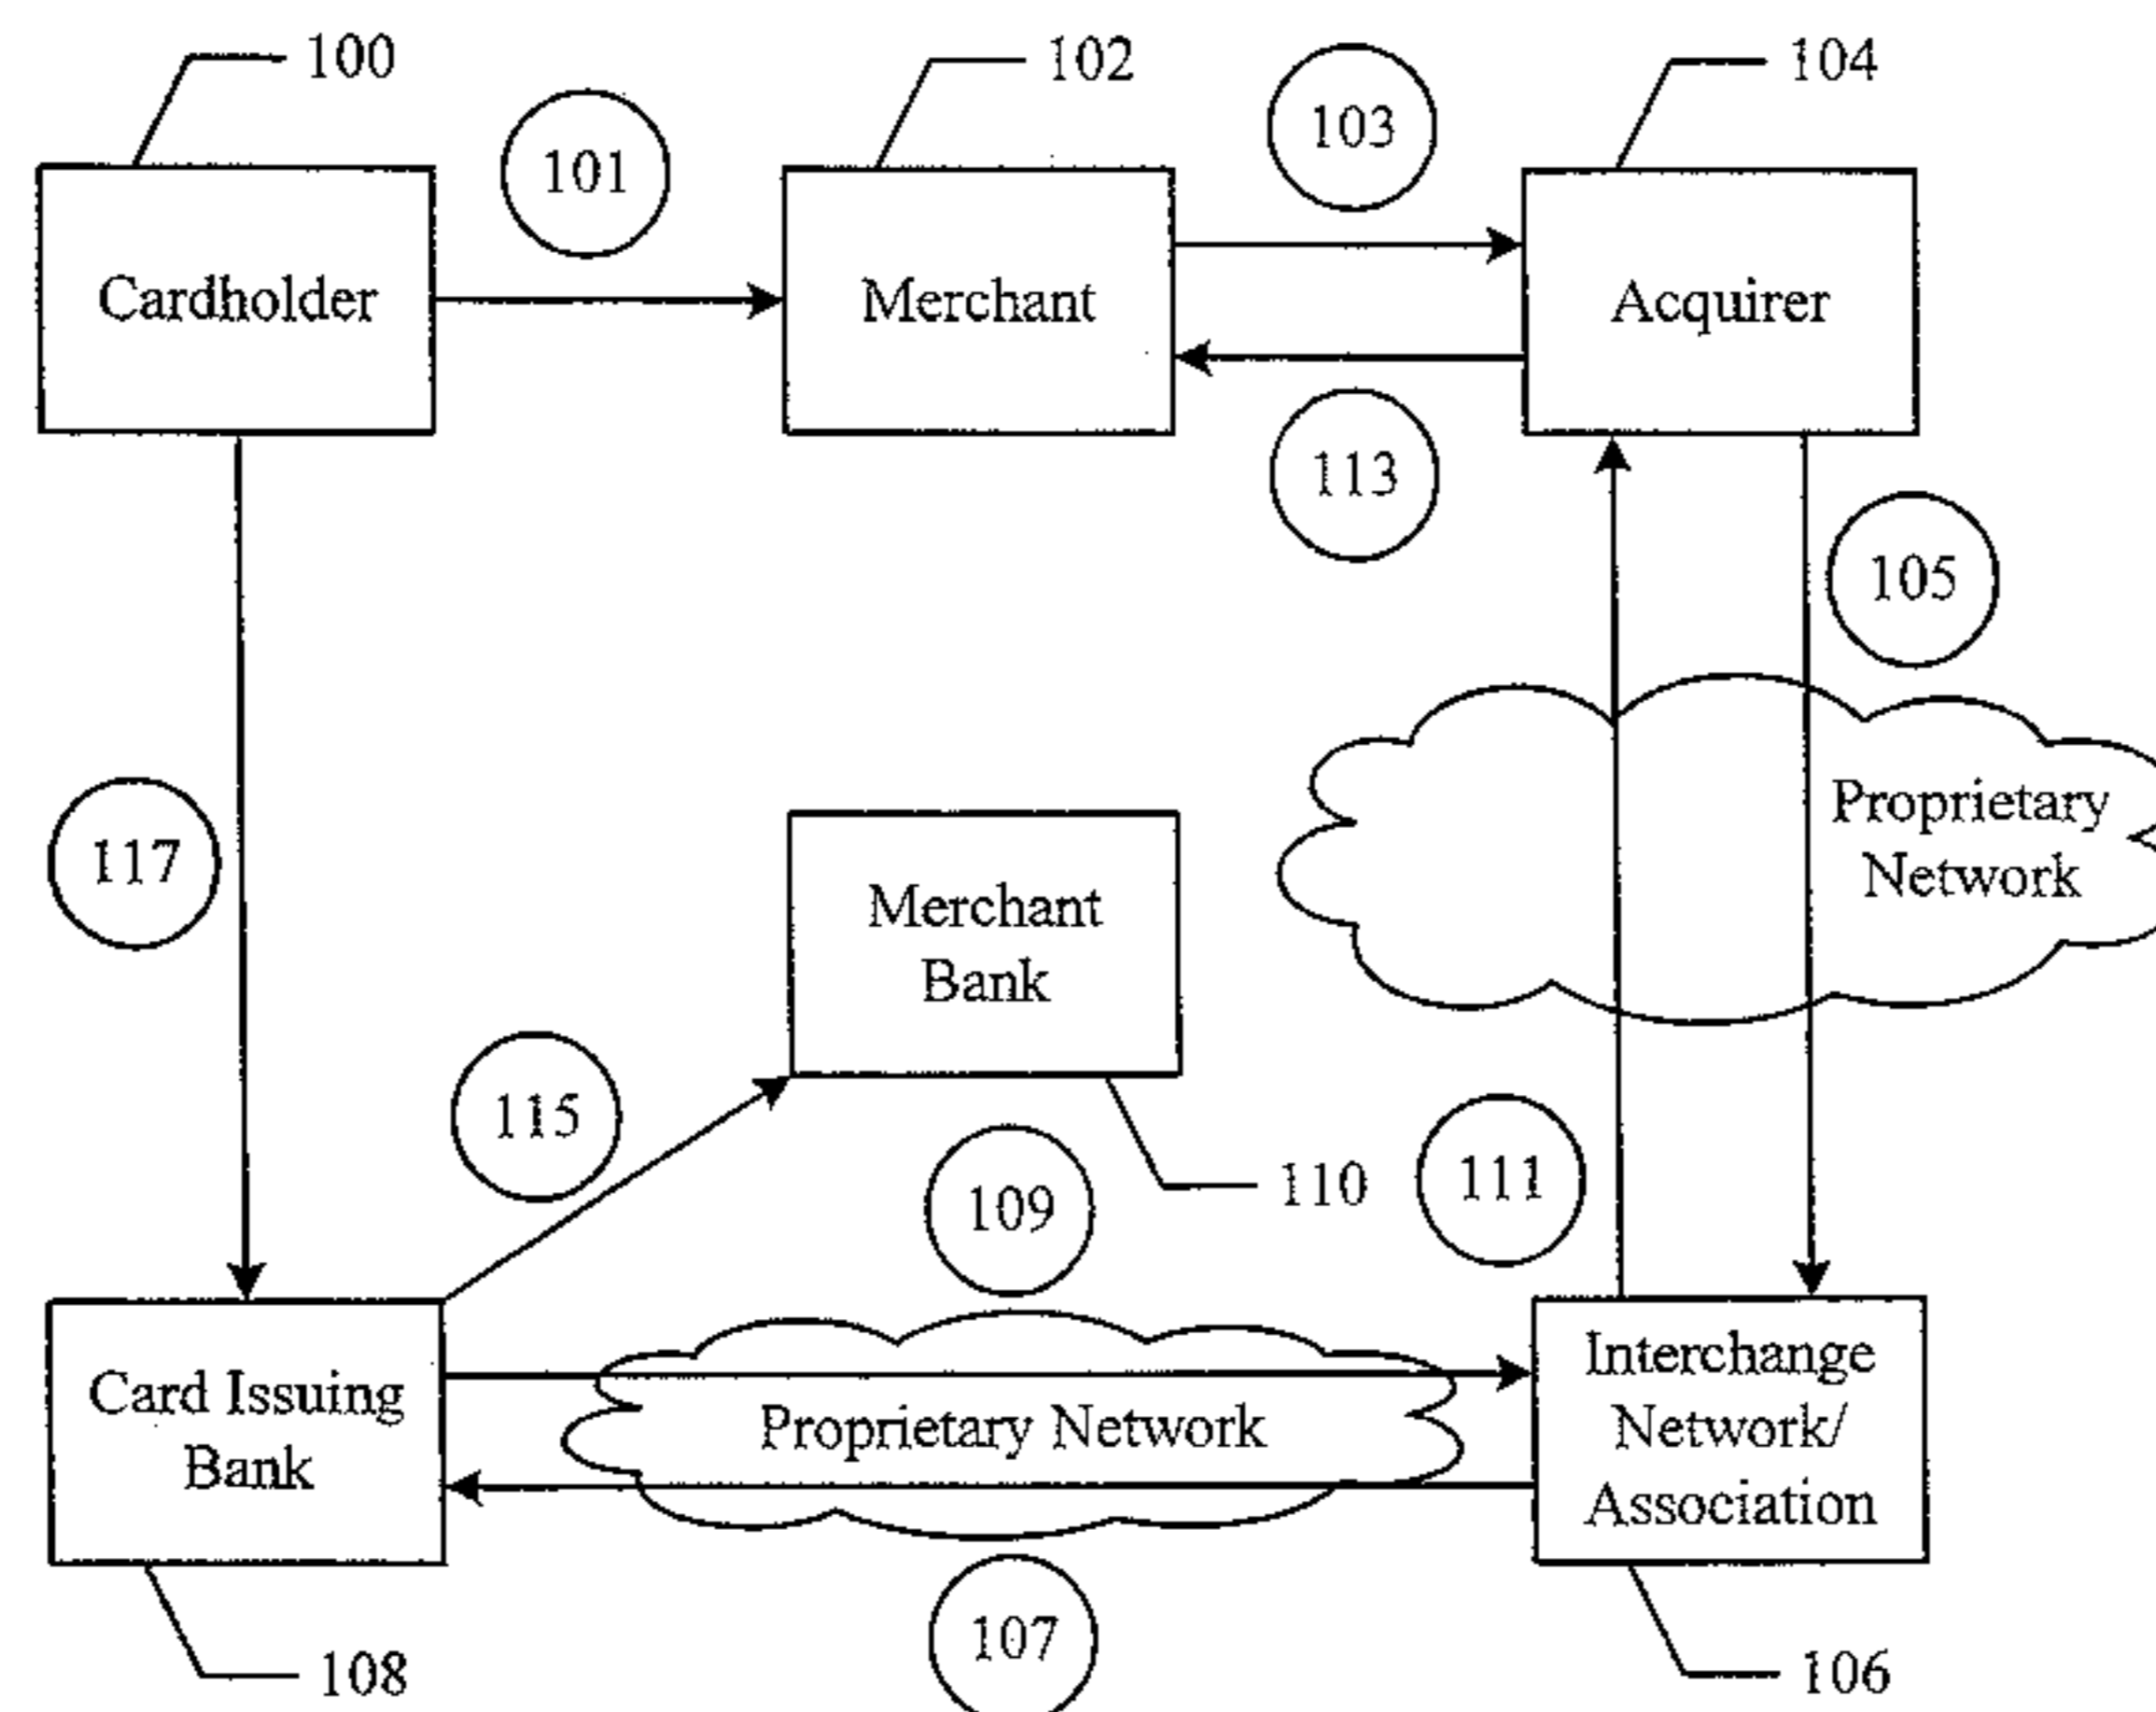 100
102
104
101
103
Cardholder
Merchant
Acquirer
113
105
Proprietary
Network
117
Merchant
Bank
115
109
110
111
Card Issuing
Bank
Proprietary Network
Interchange
Network/
Association
107
108
106